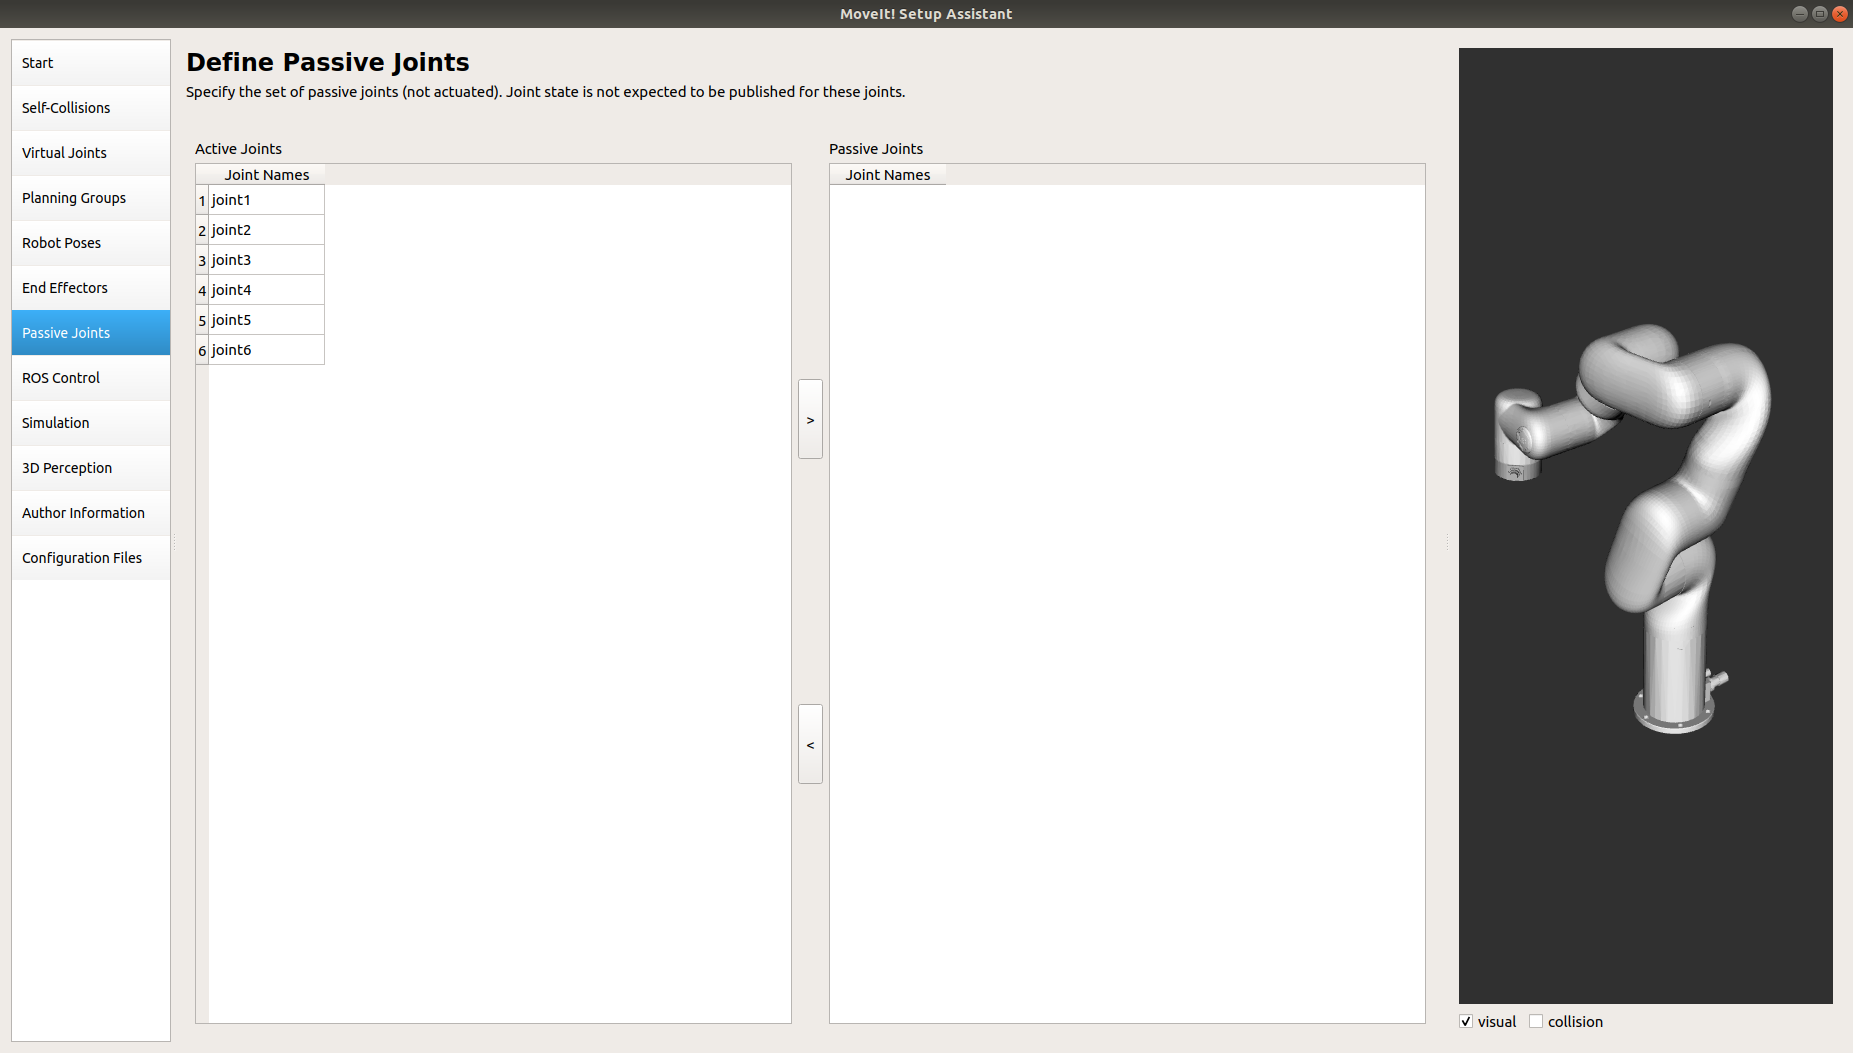 MoveIt! Setup Assistant
Start
Self-Collisions
Virtual Joints
Planning Groups
Robot Poses
End Effectors
Passive Joints
ROS Control
Simulation
3D Perception
Author Information
Configuration Files
Define Passive Joints
Specify the set of passive joints (not actuated). Joint state is not expected to be published for these joints.
Active Joints
Joint Names
1 joint1
2 joint2
3 joint3
4 joint4
5 joint5
6 joint6
>
<
Passive Joints
Joint Names
visual
collision